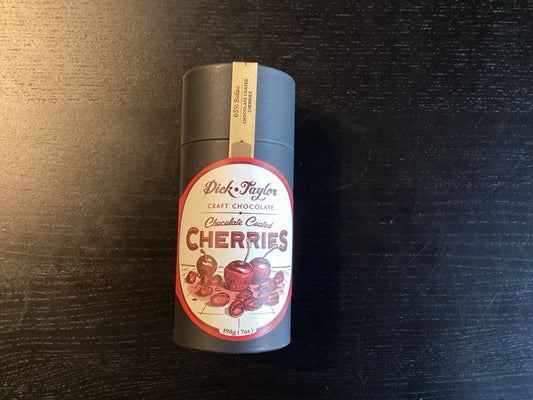 65% Belize
CHOCOLATE COATED
CHERRIES
Dick • Taylor
CRAFT CHOCOLATE
Chocolate Coated
CHERRIES
198g (7oz)